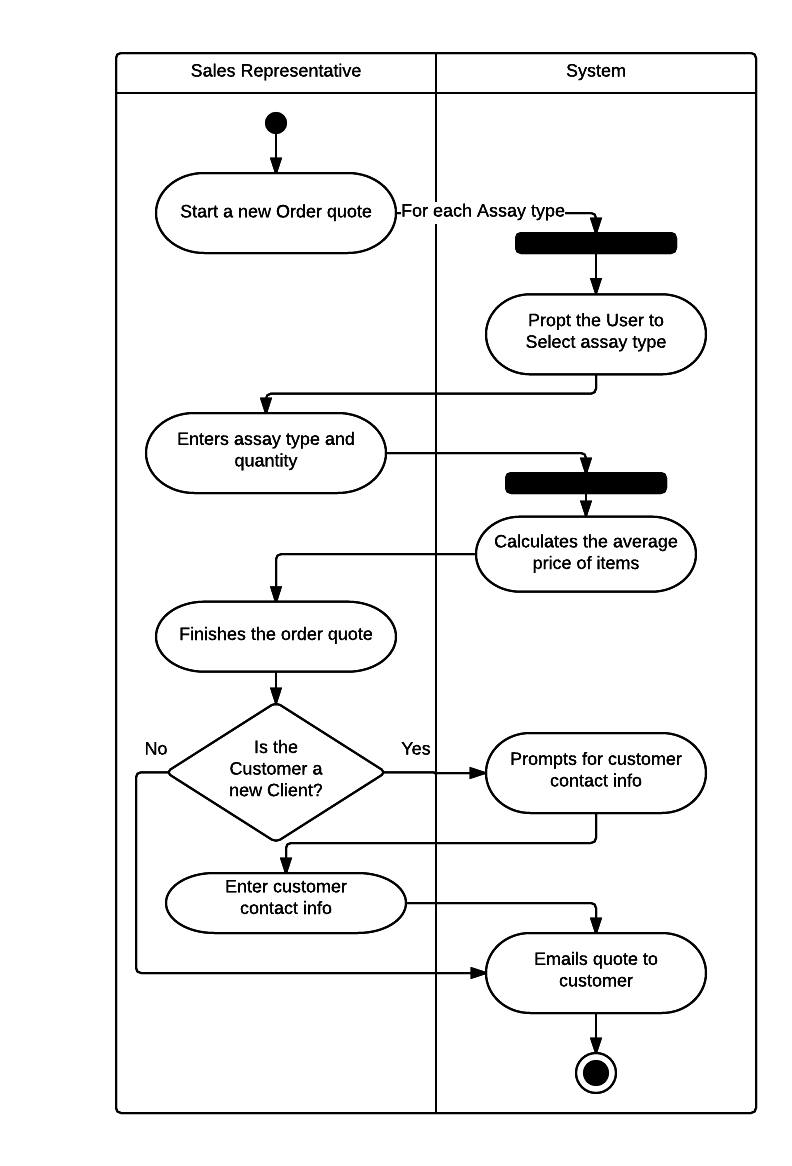 Sales Representative
System
Start a new Order quote
For each Assay type
Propt the User to
Select assay type
Enters assay type and
quantity
Calculates the average
price of items
Finishes the order quote
No
Is the
Customer a
new Client?
Yes
Prompts for customer
contact info
Enter customer
contact info
Emails quote to
customer